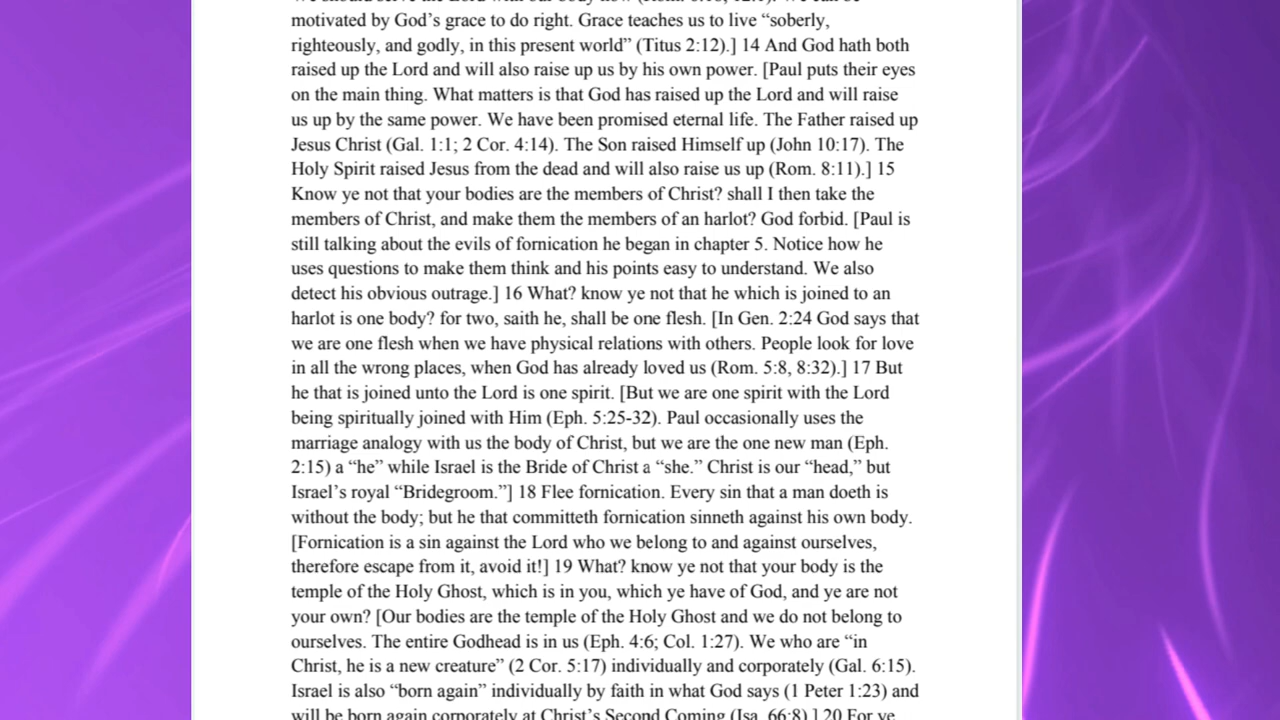 motivated by God’s grace to do right. Grace teaches us to live “soberly,
righteously, and godly, in this present world” (Titus 2:12).] 14 And God hath both
raised up the Lord and will also raise up us by his own power. [Paul puts their eyes
on the main thing. What matters is that God has raised up the Lord and will raise
us up by the same power. We have been promised eternal life. The Father raised up
Jesus Christ (Gal. 1:1; 2 Cor. 4:14). The Son raised Himself up (John 10:17). The
Holy Spirit raised Jesus from the dead and will also raise us up (Rom. 8:11).] 15
Know ye not that your bodies are the members of Christ? shall I then take the
members of Christ, and make them the members of an harlot? God forbid. [Paul is
still talking about the evils of fornication he began in chapter 5. Notice how he
uses questions to make them think and his points easy to understand. We also
detect his obvious outrage.] 16 What? know ye not that he which is joined to an
harlot is one body? for two, saith he, shall be one flesh. [In Gen. 2:24 God says that
we are one flesh when we have physical relations with others. People look for love
in all the wrong places, when God has already loved us (Rom. 5:8, 8:32).] 17 But
he that is joined unto the Lord is one spirit. [But we are one spirit with the Lord
being spiritually joined with Him (Eph. 5:25-32). Paul occasionally uses the
marriage analogy with us the body of Christ, but we are the one new man (Eph.
2:15) a “he” while Israel is the Bride of Christ a “she.” Christ is our “head,” but
Israel’s royal “Bridegroom.”] 18 Flee fornication. Every sin that a man doeth is
without the body; but he that committeth fornication sinneth against his own body.
[Fornication is a sin against the Lord who we belong to and against ourselves,
therefore escape from it, avoid it!] 19 What? know ye not that your body is the
temple of the Holy Ghost, which is in you, which ye have of God, and ye are not
your own? [Our bodies are the temple of the Holy Ghost and we do not belong to
ourselves. The entire Godhead is in us (Eph. 4:6; Col. 1:27). We who are “in
Christ, he is a new creature” (2 Cor. 5:17) individually and corporately (Gal. 6:15).
Israel is also “born again” individually by faith in what God says (1 Peter 1:23) and
will be born again corporately at Christ’s Second Coming (Isa. 66:8).] 20 For ye